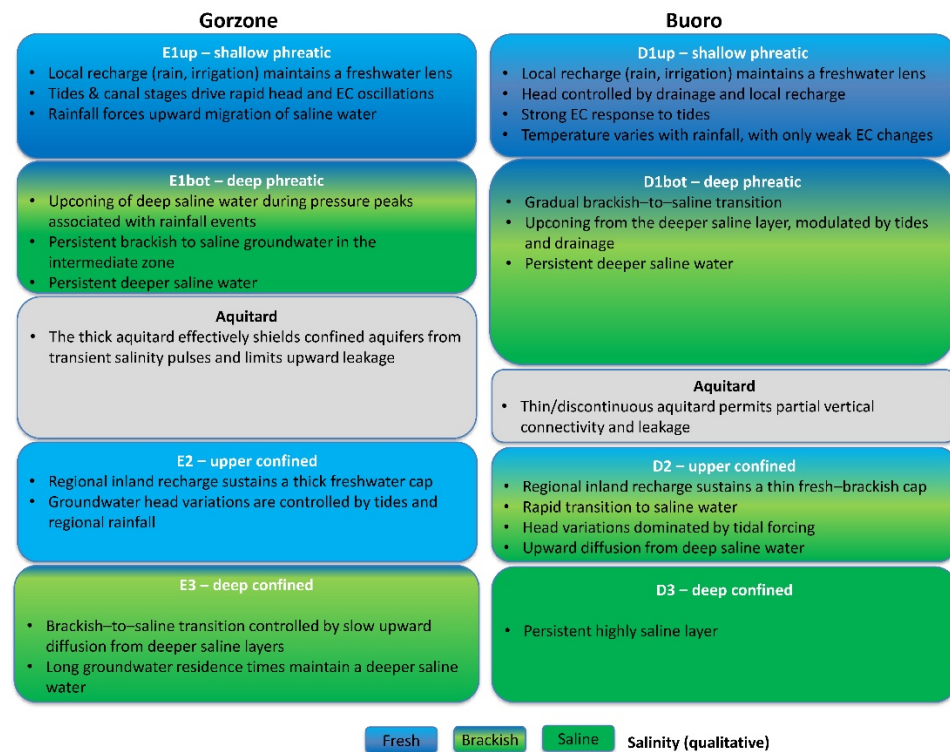 Gorzone
E1up – shallow phreatic
• Local recharge (rain, irrigation) maintains a freshwater lens
• Tides & canal stages drive rapid head and EC oscillations
• Rainfall forces upward migration of saline water
E1bot – deep phreatic
• Upconing of deep saline water during pressure peaks
associated with rainfall events
• Persistent brackish to saline groundwater in the
intermediate zone
• Persistent deeper saline water
Aquitard
• The thick aquitard effectively shields confined aquifers from
transient salinity pulses and limits upward leakage
E2 – upper confined
• Regional inland recharge sustains a thick freshwater cap
• Groundwater head variations are controlled by tides and
regional rainfall
E3 – deep confined
• Brackish–to–saline transition controlled by slow upward
diffusion from deeper saline layers
• Long groundwater residence times maintain a deeper saline
water
Buoro
D1up – shallow phreatic
• Local recharge (rain, irrigation) maintains a freshwater lens
• Head controlled by drainage and local recharge
• Strong EC response to tides
• Temperature varies with rainfall, with only weak EC changes
D1bot – deep phreatic
• Gradual brackish–to–saline transition
• Upconing from the deeper saline layer, modulated by tides
and drainage
• Persistent deeper saline water
Aquitard
• Thin/discontinuous aquitard permits partial vertical
connectivity and leakage
D2 – upper confined
• Regional inland recharge sustains a thin fresh–brackish cap
• Rapid transition to saline water
• Head variations dominated by tidal forcing
• Upward diffusion from deep saline water
D3 – deep confined
• Persistent highly saline layer
Fresh Brackish Saline Salinity (qualitative)